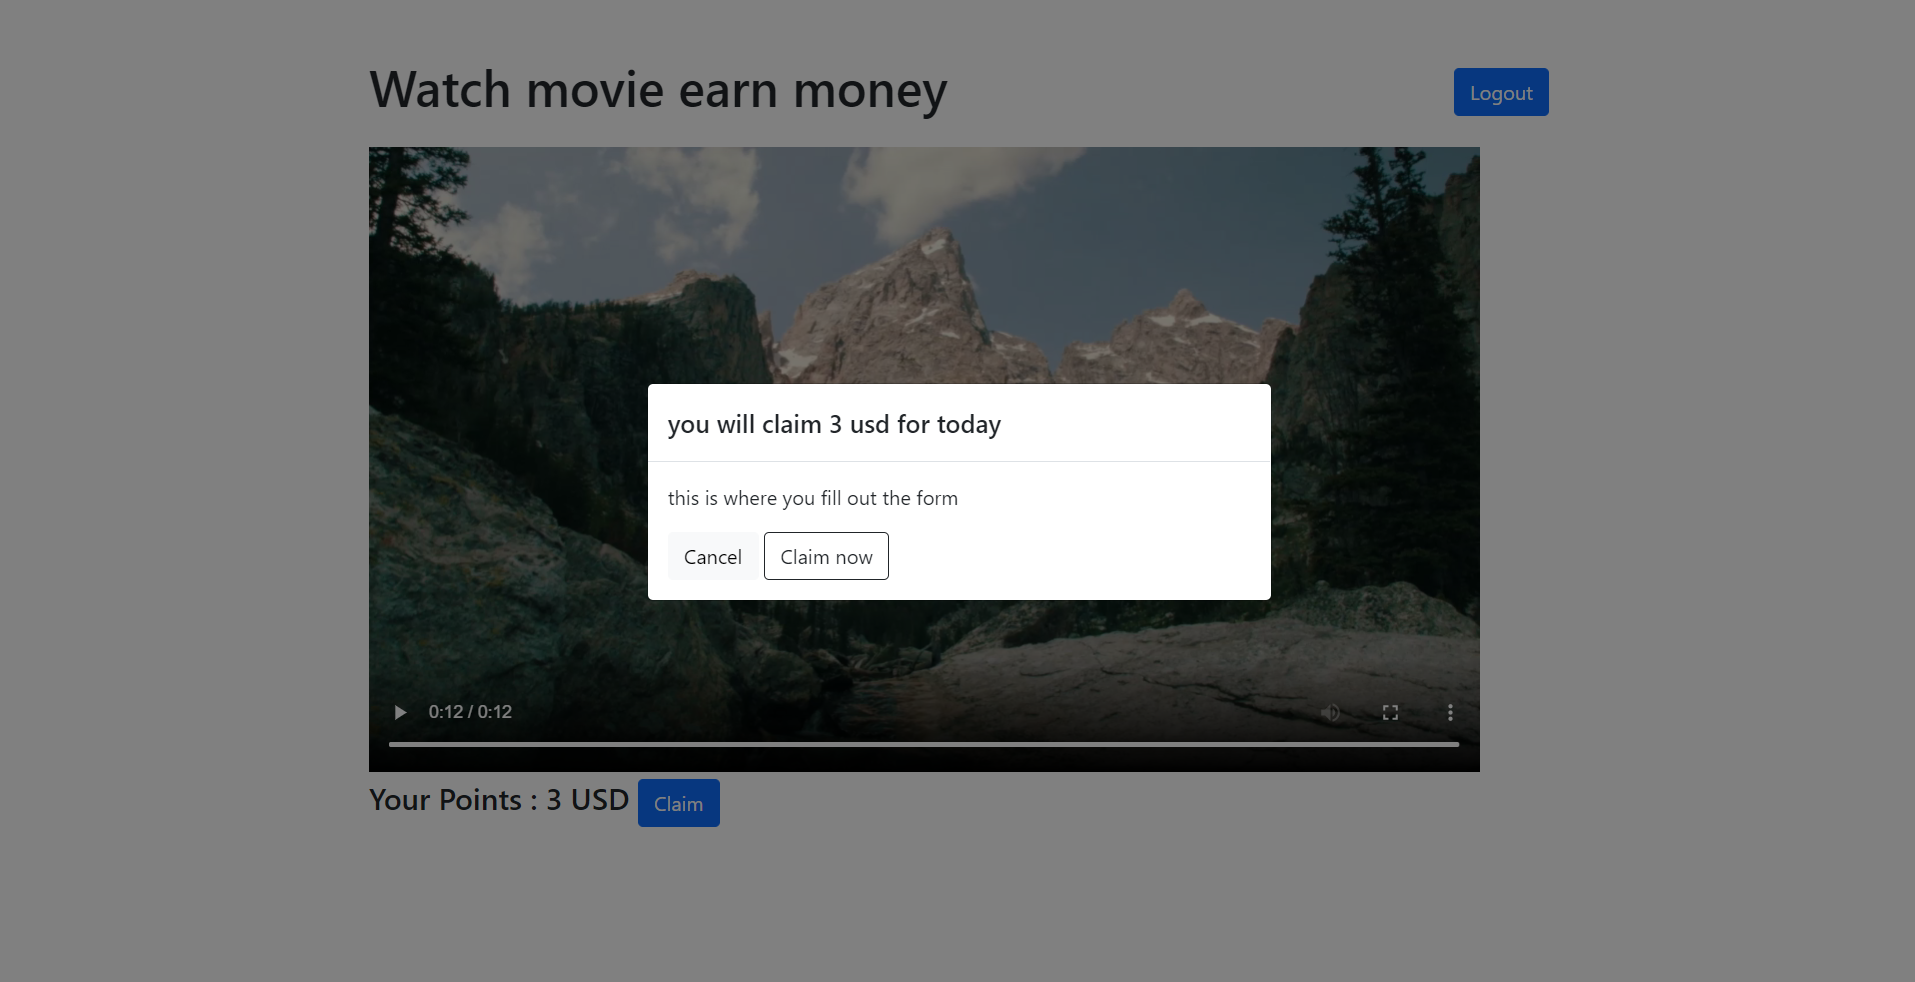 Watch movie earn money
Logout
you will claim 3 usd for today
this is where you fill out the form
Cancel
Claim now
0:12 / 0:12
Your Points : 3 USD
Claim